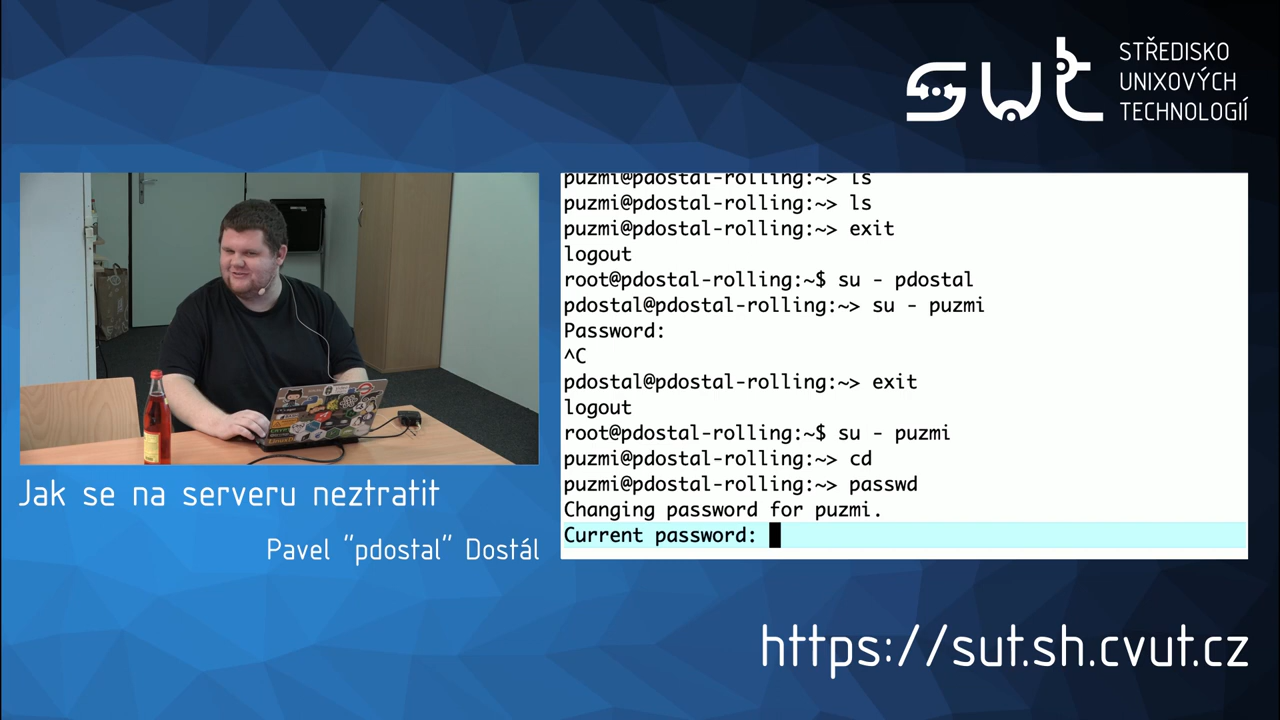 sut
STŘEDISKO
UNIXOVÝCH
TECHNOLOGIÍ
puzmi@pdostal-rolling:~> ls
puzmi@pdostal-rolling:~> ls
puzmi@pdostal-rolling:~> exit
logout
root@pdostal-rolling:~$ su - pdostal
pdostal@pdostal-rolling:~> su - puzmi
Password:
^C
pdostal@pdostal-rolling:~> exit
logout
root@pdostal-rolling:~$ su - puzmi
puzmi@pdostal-rolling:~> cd
puzmi@pdostal-rolling:~> passwd
Changing password for puzmi.
Current password:
Jak se na serveru neztratit
Pavel "pdostal" Dostál
https://sut.sh.cvut.cz